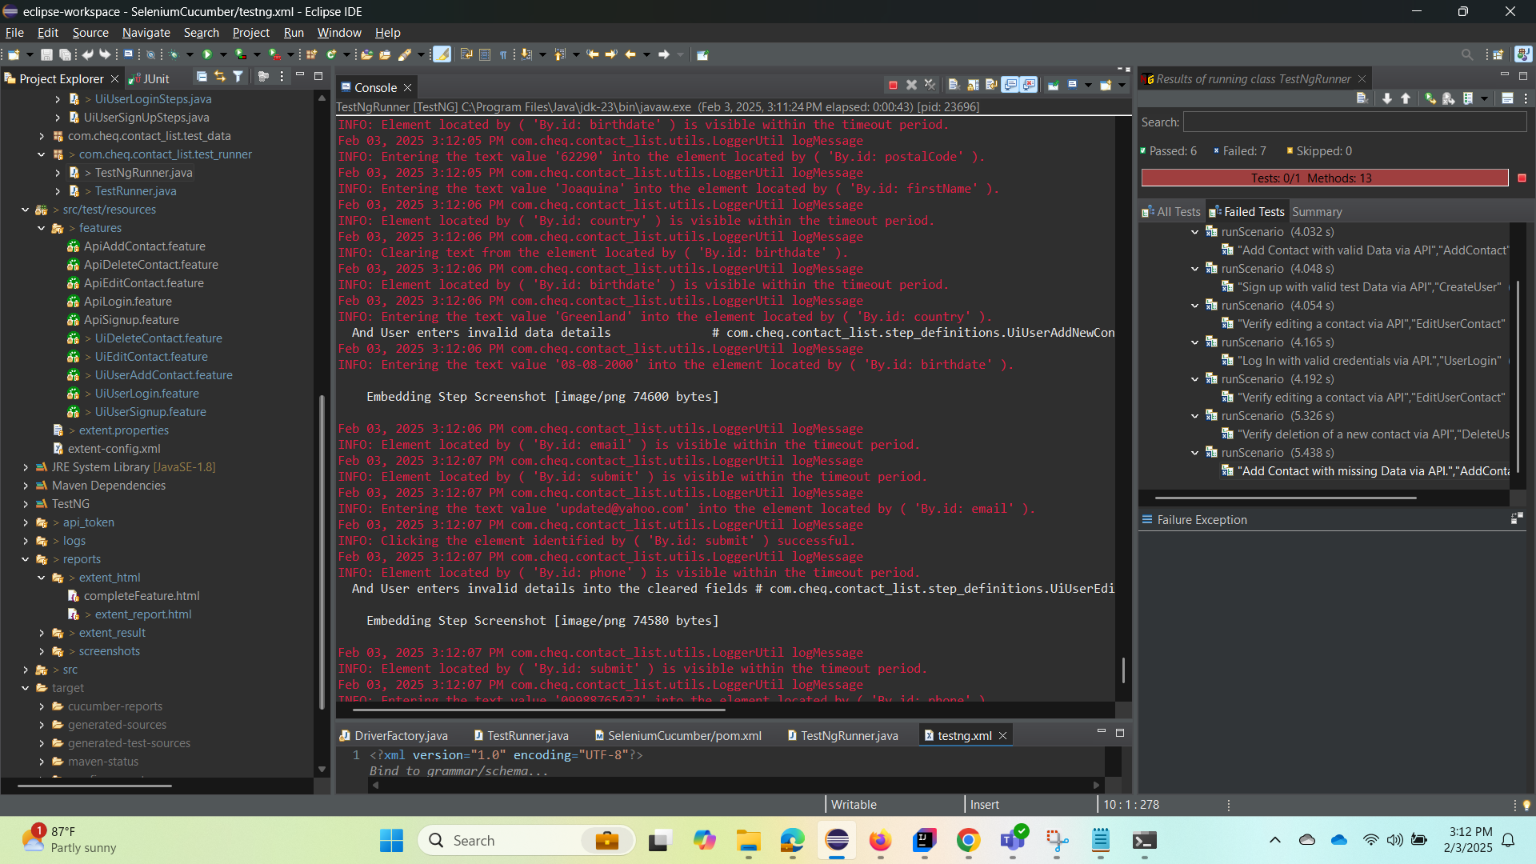 eclipse-workspace - SeleniumCucumber/testng.xml - Eclipse IDE
File Edit Source Navigate Search Project Run Window Help
Project Explorer
JUnit
> UiUserLoginSteps.java
UiUserSignUpSteps.java
com.cheq.contact_list.test_data
> com.cheq.contact_list.test_runner
> TestNgRunner.java
> TestRunner.java
> src/test/resources
> features
ApiAddContact.feature
ApiDeleteContact.feature
ApiEditContact.feature
ApiLogin.feature
ApiSignup.feature
> UiDeleteContact.feature
> UiEditContact.feature
> UiUserAddContact.feature
> UiUserLogin.feature
> UiUserSignup.feature
> extent.properties
extent-config.xml
JRE System Library [JavaSE-1.8]
Maven Dependencies
TestNG
> api_token
> logs
> reports
> extent_html
completeFeature.html
> extent_report.html
> extent_result
> screenshots
> src
target
cucumber-reports
generated-sources
generated-test-sources
maven-status
Console
TestNgRunner [TestNG] C:\Program Files\Java\jdk-23\bin\javaw.exe (Feb 3, 2025, 3:11:24 PM elapsed: 0:00:43) [pid: 23696]
INFO: Element located by ( 'By.id: birthdate' ) is visible within the timeout period.
Feb 03, 2025 3:12:05 PM com.cheq.contact_list.utils.LoggerUtil logMessage
INFO: Entering the text value '62290' into the element located by ( 'By.id: postalCode' ).
Feb 03, 2025 3:12:05 PM com.cheq.contact_list.utils.LoggerUtil logMessage
INFO: Entering the text value 'Joaquina' into the element located by ( 'By.id: firstName' ).
Feb 03, 2025 3:12:06 PM com.cheq.contact_list.utils.LoggerUtil logMessage
INFO: Element located by ( 'By.id: country' ) is visible within the timeout period.
Feb 03, 2025 3:12:06 PM com.cheq.contact_list.utils.LoggerUtil logMessage
INFO: Clearing text from the element located by ( 'By.id: birthdate' ).
Feb 03, 2025 3:12:06 PM com.cheq.contact_list.utils.LoggerUtil logMessage
INFO: Element located by ( 'By.id: birthdate' ) is visible within the timeout period.
Feb 03, 2025 3:12:06 PM com.cheq.contact_list.utils.LoggerUtil logMessage
INFO: Entering the text value 'Greenland' into the element located by ( 'By.id: country' ).
And User enters invalid data details # com.cheq.contact_list.step_definitions.UiUserAddNewCon
Feb 03, 2025 3:12:06 PM com.cheq.contact_list.utils.LoggerUtil logMessage
INFO: Entering the text value '08-08-2000' into the element located by ( 'By.id: birthdate' ).
Embedding Step Screenshot [image/png 74600 bytes]
Feb 03, 2025 3:12:06 PM com.cheq.contact_list.utils.LoggerUtil logMessage
INFO: Element located by ( 'By.id: email' ) is visible within the timeout period.
Feb 03, 2025 3:12:07 PM com.cheq.contact_list.utils.LoggerUtil logMessage
INFO: Element located by ( 'By.id: submit' ) is visible within the timeout period.
Feb 03, 2025 3:12:07 PM com.cheq.contact_list.utils.LoggerUtil logMessage
INFO: Entering the text value 'updated@yahoo.com' into the element located by ( 'By.id: email' ).
Feb 03, 2025 3:12:07 PM com.cheq.contact_list.utils.LoggerUtil logMessage
INFO: Clicking the element identified by ( 'By.id: submit' ) successful.
Feb 03, 2025 3:12:07 PM com.cheq.contact_list.utils.LoggerUtil logMessage
INFO: Element located by ( 'By.id: phone' ) is visible within the timeout period.
And User enters invalid details into the cleared fields # com.cheq.contact_list.step_definitions.UiUserEdi
Embedding Step Screenshot [image/png 74580 bytes]
Feb 03, 2025 3:12:07 PM com.cheq.contact_list.utils.LoggerUtil logMessage
INFO: Element located by ( 'By.id: submit' ) is visible within the timeout period.
Feb 03, 2025 3:12:07 PM com.cheq.contact_list.utils.LoggerUtil logMessage
INFO: Entering the text value '09988765432' into the element located by ( 'By.id: phone' )
DriverFactory.java
TestRunner.java
SeleniumCucumber/pom.xml
TestNgRunner.java
testng.xml
1 <?xml version="1.0" encoding="UTF-8"?>
Bind to grammar/schema...
Results of running class TestNgRunner
Search:
Passed: 6 Failed: 7 Skipped: 0
Tests: 0/1 Methods: 13
All Tests Failed Tests Summary
runScenario (4.032 s)
"Add Contact with valid Data via API","AddContact"
runScenario (4.048 s)
"Sign up with valid test Data via API","CreateUser"
runScenario (4.054 s)
"Verify editing a contact via API","EditUserContact"
runScenario (4.165 s)
"Log In with valid credentials via API.","UserLogin"
runScenario (4.192 s)
"Verify editing a contact via API","EditUserContact"
runScenario (5.326 s)
"Verify deletion of a new contact via API","DeleteUs
runScenario (5.438 s)
"Add Contact with missing Data via API.","AddConta
Failure Exception
Writable
Insert
10 : 1 : 278
1
87°F
Partly sunny
Search
3:12 PM
2/3/2025